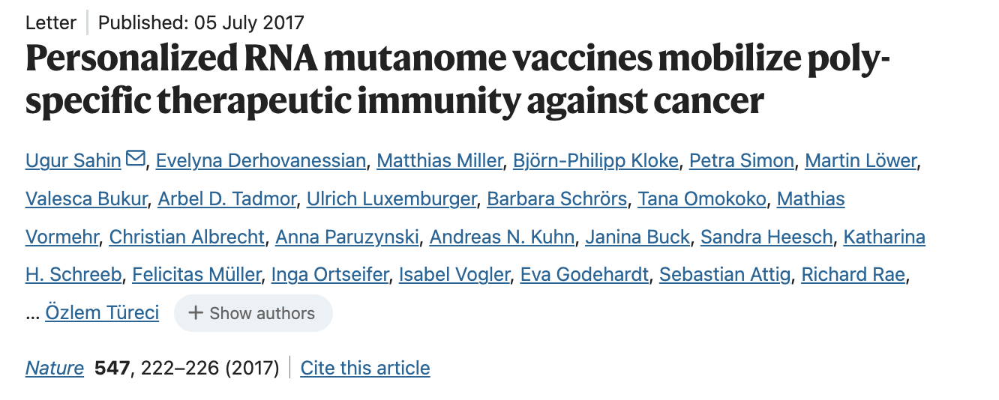 Letter | Published: 05 July 2017
Personalized RNA mutanome vaccines mobilize poly-
specific therapeutic immunity against cancer
Ugur Sahin, Evelyna Derhovanessian, Matthias Miller, Björn-Philipp Kloke, Petra Simon, Martin Löwer,
Valesca Bukur, Arbel D. Tadmor, Ulrich Luxemburger, Barbara Schrörs, Tana Omokoko, Mathias
Vormehr, Christian Albrecht, Anna Paruzynski, Andreas N. Kuhn, Janina Buck, Sandra Heesch, Katharina
H. Schreeb, Felicitas Müller, Inga Ortseifer, Isabel Vogler, Eva Godehardt, Sebastian Attig, Richard Rae,
... Özlem Türeci + Show authors
Nature 547, 222–226 (2017) | Cite this article